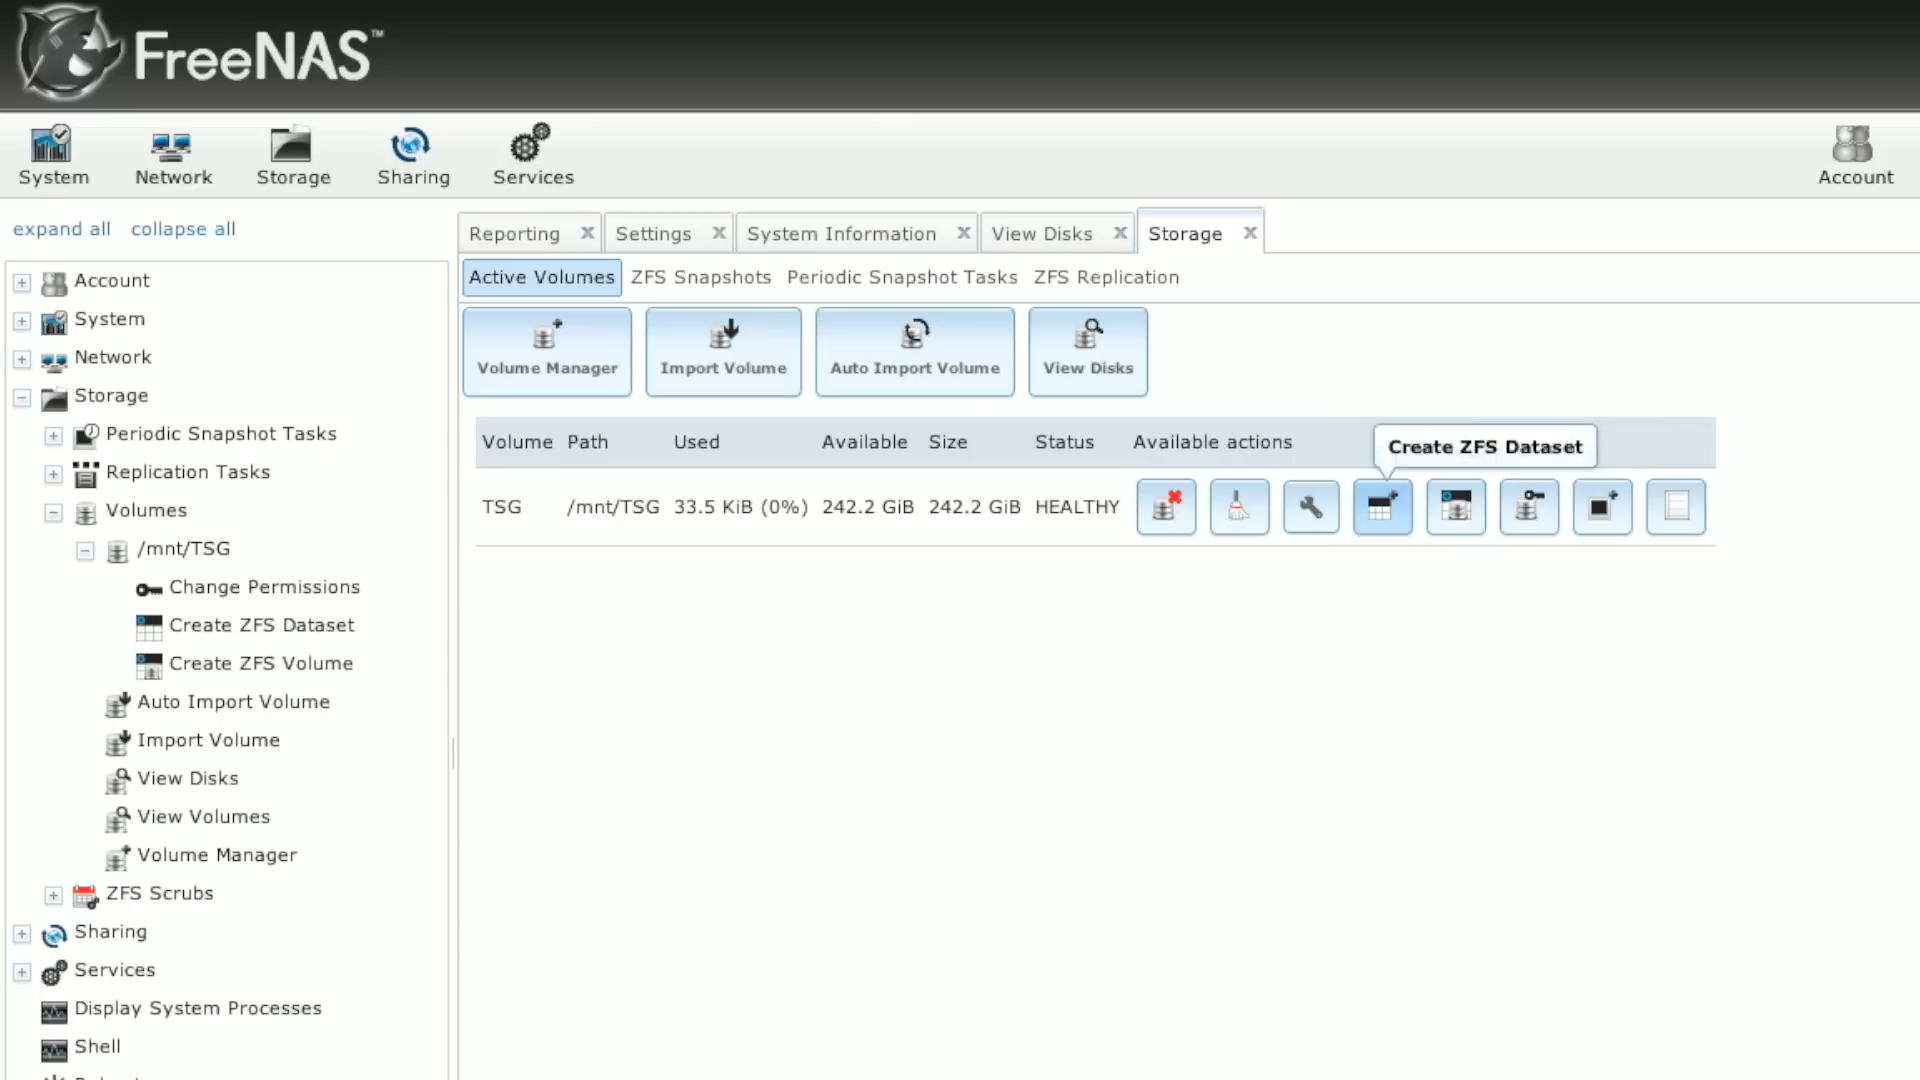 FreeNAS™
System Network Storage Sharing Services Account
expand all collapse all
Reporting Settings System Information View Disks Storage
Active Volumes ZFS Snapshots Periodic Snapshot Tasks ZFS Replication
Volume Manager Import Volume Auto Import Volume View Disks
Volume Path Used Available Size Status Available actions
Create ZFS Dataset
TSG /mnt/TSG 33.5 KiB (0%) 242.2 GiB 242.2 GiB HEALTHY
Account
System
Network
Storage
Periodic Snapshot Tasks
Replication Tasks
Volumes
/mnt/TSG
Change Permissions
Create ZFS Dataset
Create ZFS Volume
Auto Import Volume
Import Volume
View Disks
View Volumes
Volume Manager
ZFS Scrubs
Sharing
Services
Display System Processes
Shell